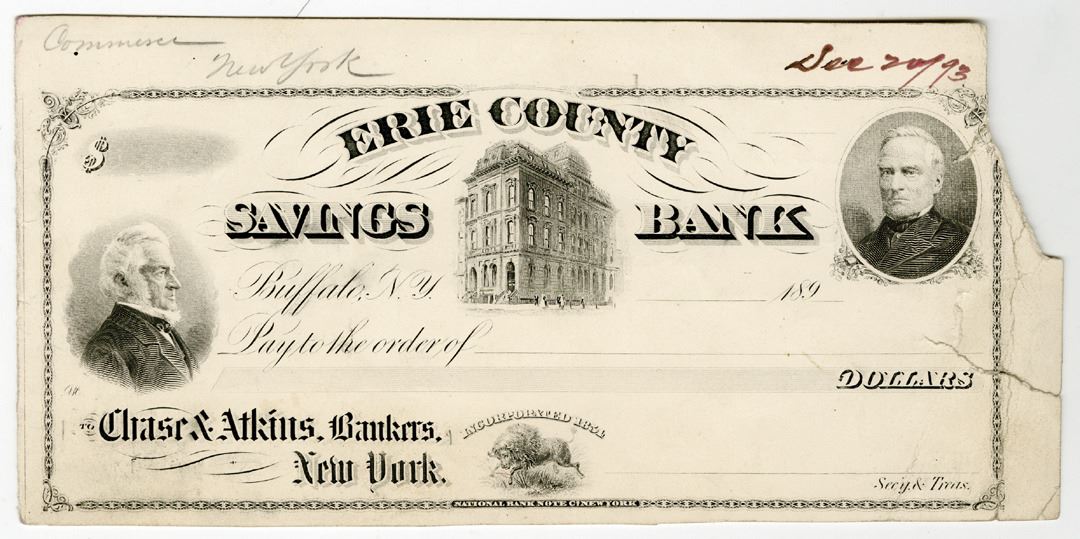 Commerce
New York
Dec 20/93
$
ERIE COUNTY
SAVINGS BANK
Buffalo, N.Y. 189
Pay to the order of
DOLLARS
TO Chase & Atkins, Bankers,
New York.
INCORPORATED 1854
Secy. & Treas.
NATIONAL BANK NOTE CO. NEW YORK